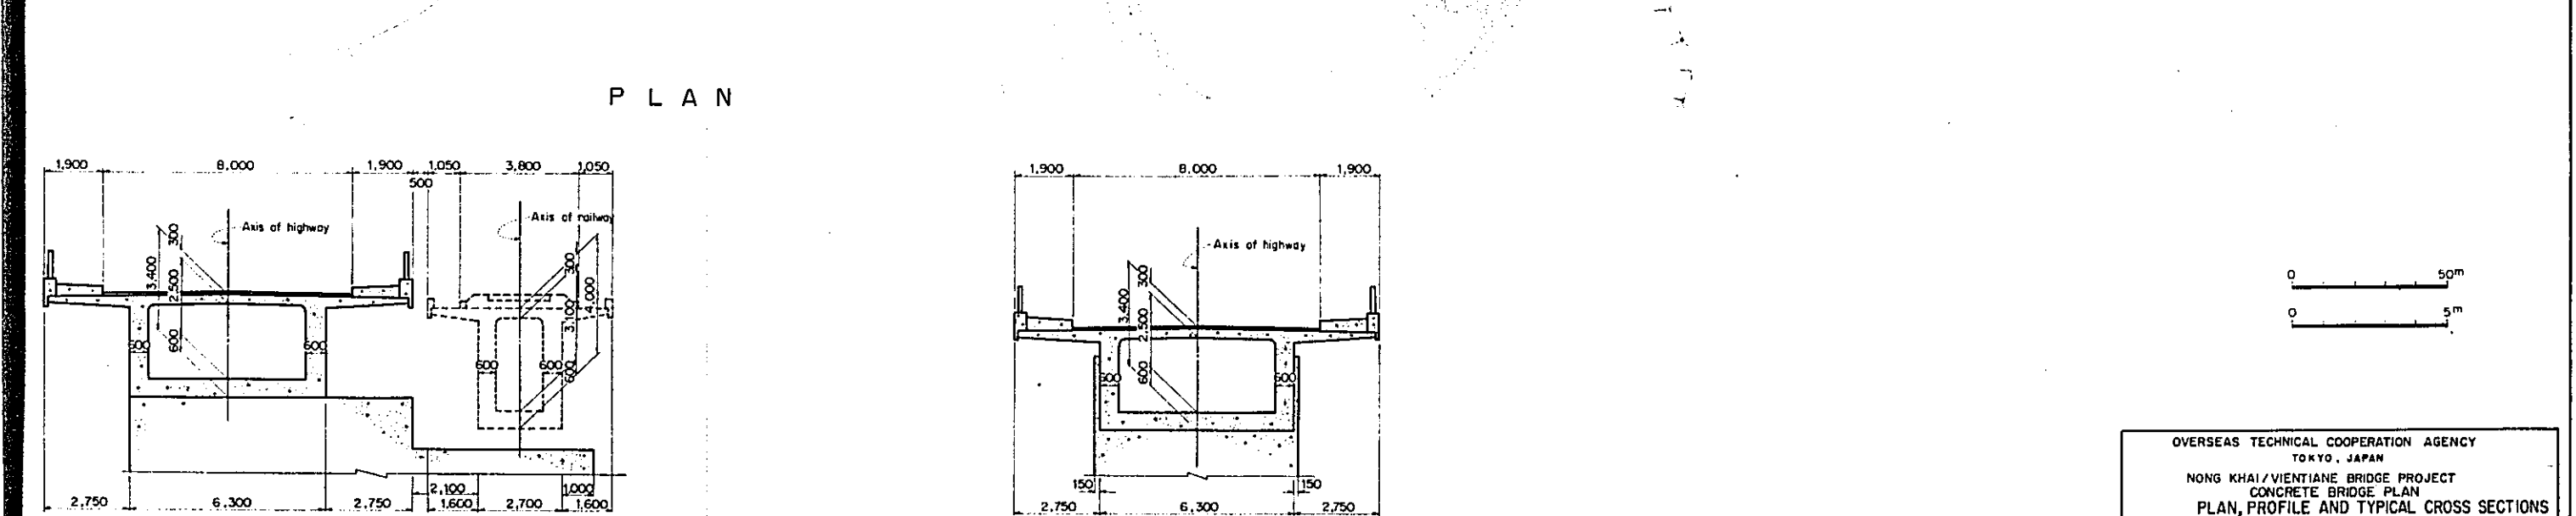 PLAN
1,900 8,000 1,900 1,050 3,800 1,050
500
Axis of highway
Axis of railway
300
3,400
2,500
600
600 600
300
3,100
4,000
600
600 600
2,100 1,000
2,750 6,300 2,750 1,600 2,700 1,600
1,900 8,000 1,900
Axis of highway
300
3,400
2,500
600
600 600
150 150
2,750 6,300 2,750
0 50m
0 5m
OVERSEAS TECHNICAL COOPERATION AGENCY
TOKYO, JAPAN
NONG KHAI/VIENTIANE BRIDGE PROJECT
CONCRETE BRIDGE PLAN
PLAN, PROFILE AND TYPICAL CROSS SECTIONS